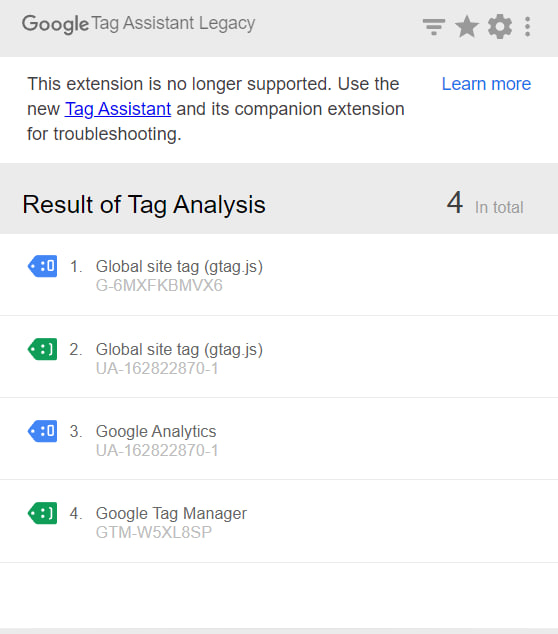 Google Tag Assistant Legacy
This extension is no longer supported. Use the
Learn more
new Tag Assistant and its companion extension
for troubleshooting.
Result of Tag Analysis
4 In total
1. Global site tag (gtag.js)
G-6MXFKBMVX6
2. Global site tag (gtag.js)
UA-162822870-1
3. Google Analytics
UA-162822870-1
4. Google Tag Manager
GTM-W5XL8SP